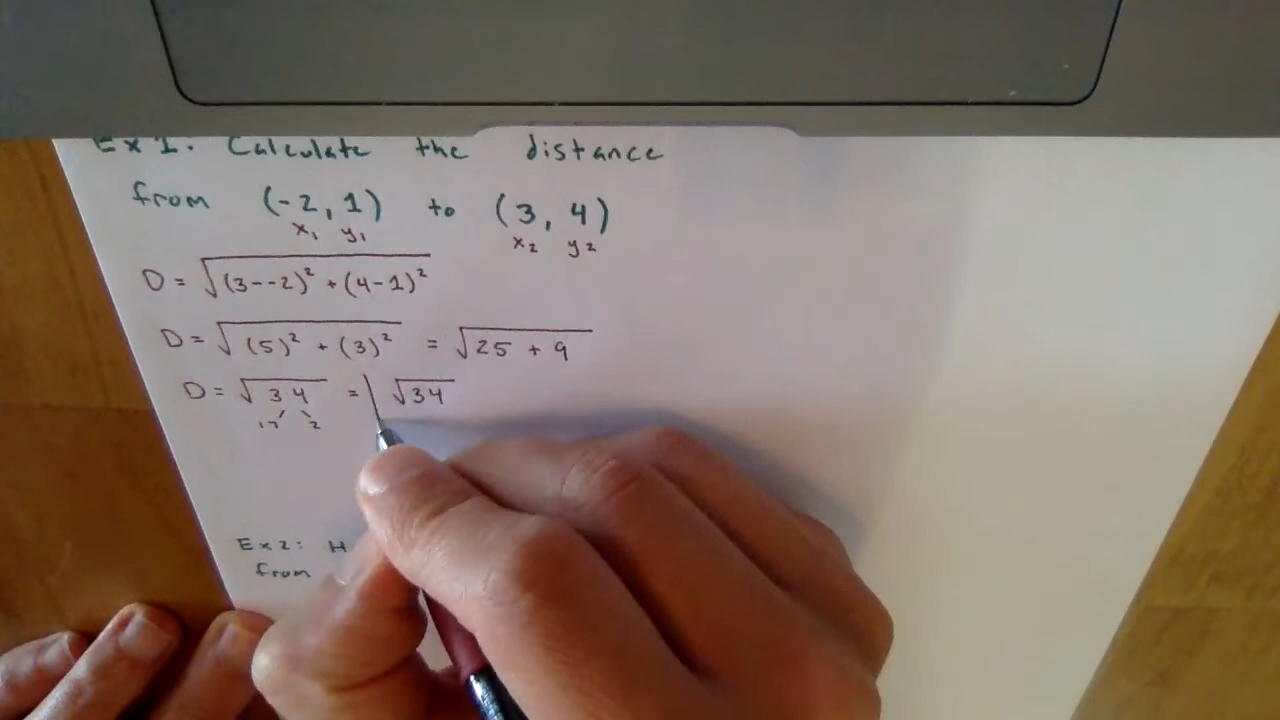 Ex 1: Calculate the distance
from (-2, 1) to (3, 4)
x₁ y₁ x₂ y₂
D = √(3--2)² + (4-1)²
D = √(5)² + (3)² = √25 + 9
D = √34 = √34
17 2
Ex 2: H
from